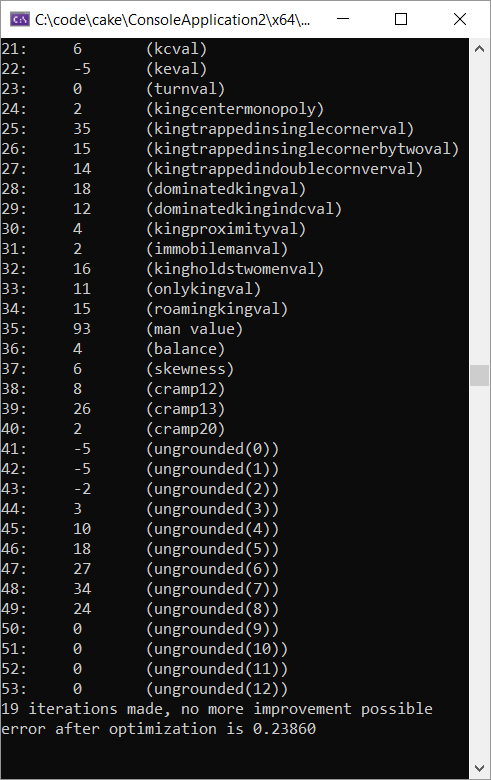 C:\code\cake\ConsoleApplication2\x64\...
21: 6 (kcval)
22: -5 (keval)
23: 0 (turnval)
24: 2 (kingcentermonopoly)
25: 35 (kingtrappedinsinglecornerval)
26: 15 (kingtrappedinsinglecornerbytwoval)
27: 14 (kingtrappedindoublecornverval)
28: 18 (dominatedkingval)
29: 12 (dominatedkingindcval)
30: 4 (kingproximityval)
31: 2 (immobilemanval)
32: 16 (kingholdstwomenval)
33: 11 (onlykingval)
34: 15 (roamingkingval)
35: 93 (man value)
36: 4 (balance)
37: 6 (skewness)
38: 8 (cramp12)
39: 26 (cramp13)
40: 2 (cramp20)
41: -5 (ungrounded(0))
42: -5 (ungrounded(1))
43: -2 (ungrounded(2))
44: 3 (ungrounded(3))
45: 10 (ungrounded(4))
46: 18 (ungrounded(5))
47: 27 (ungrounded(6))
48: 34 (ungrounded(7))
49: 24 (ungrounded(8))
50: 0 (ungrounded(9))
51: 0 (ungrounded(10))
52: 0 (ungrounded(11))
53: 0 (ungrounded(12))
19 iterations made, no more improvement possible
error after optimization is 0.23860